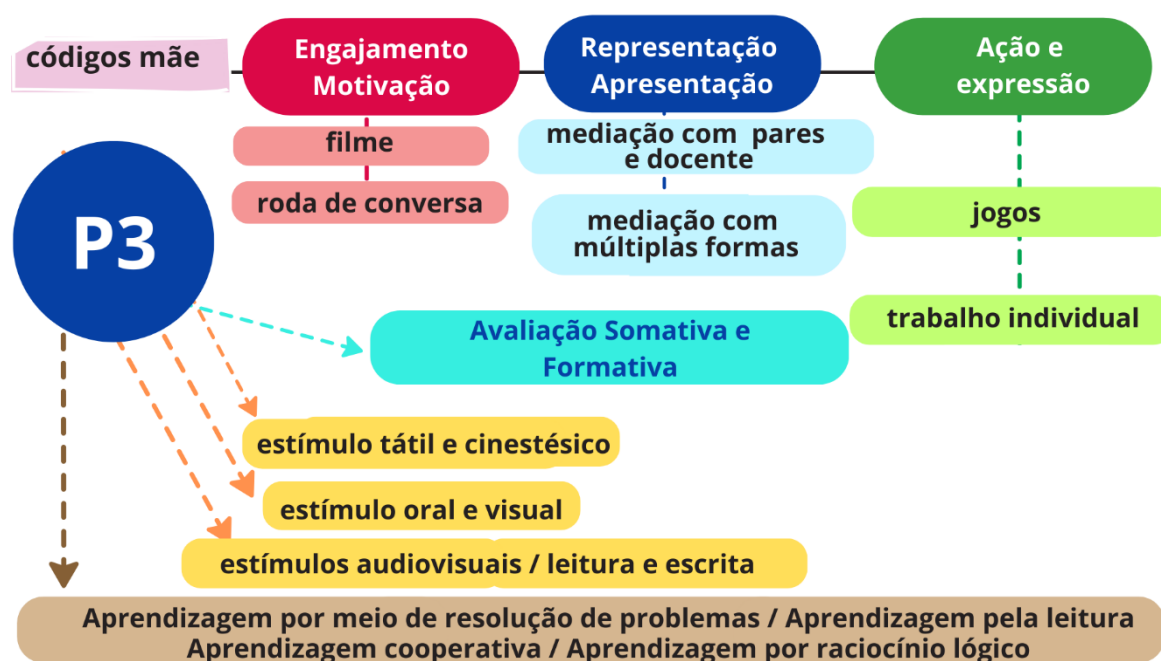 códigos mãe
Engajamento
Motivação
Representação
Apresentação
Ação e
expressão
filme
roda de conversa
mediação com pares
e docente
mediação com
múltiplas formas
jogos
trabalho individual
P3
Avaliação Somativa e
Formativa
estímulo tátil e cinestésico
estímulo oral e visual
estímulos audiovisuais / leitura e escrita
Aprendizagem por meio de resolução de problemas / Aprendizagem pela leitura
Aprendizagem cooperativa / Aprendizagem por raciocínio lógico